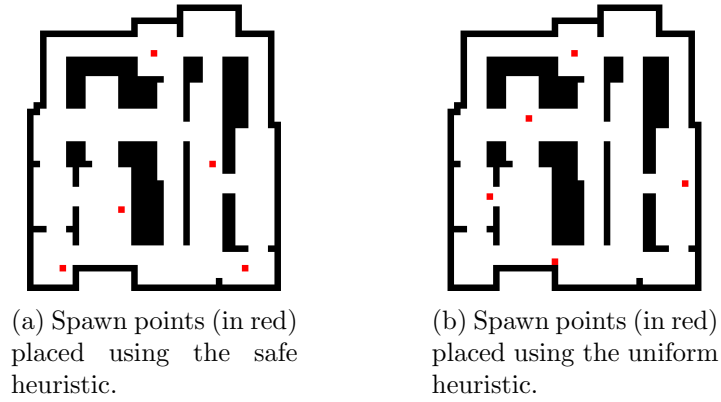 (a) Spawn points (in red)
placed using the safe
heuristic.
(b) Spawn points (in red)
placed using the uniform
heuristic.